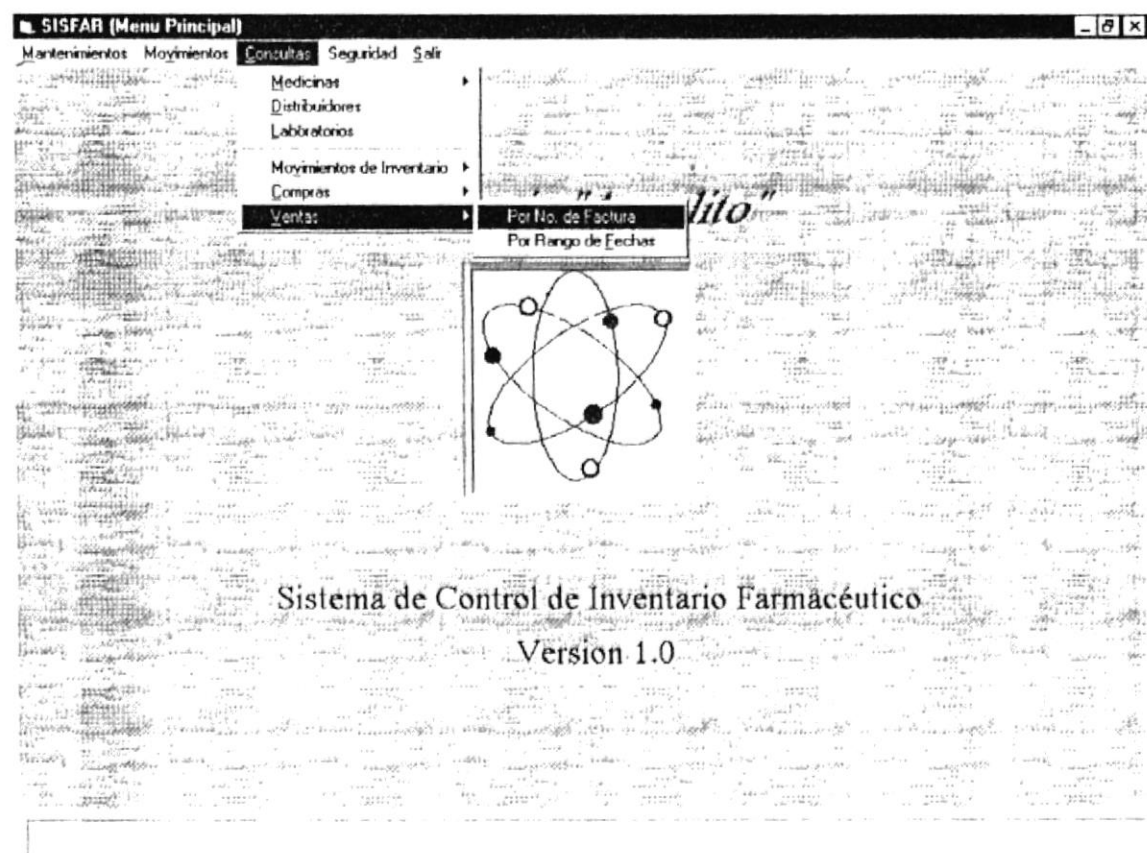 SISFAR (Menu Principal)
Mantenimientos Movimientos Consultas Seguridad Salir
Medicinas
Distribuidores
Labbratorios
Movimientos de Inventario
Compras
Ventas
Por No. de Factura
Por Rango de Fechas
Sistema de Control de Inventario Farmacéutico
Version 1.0